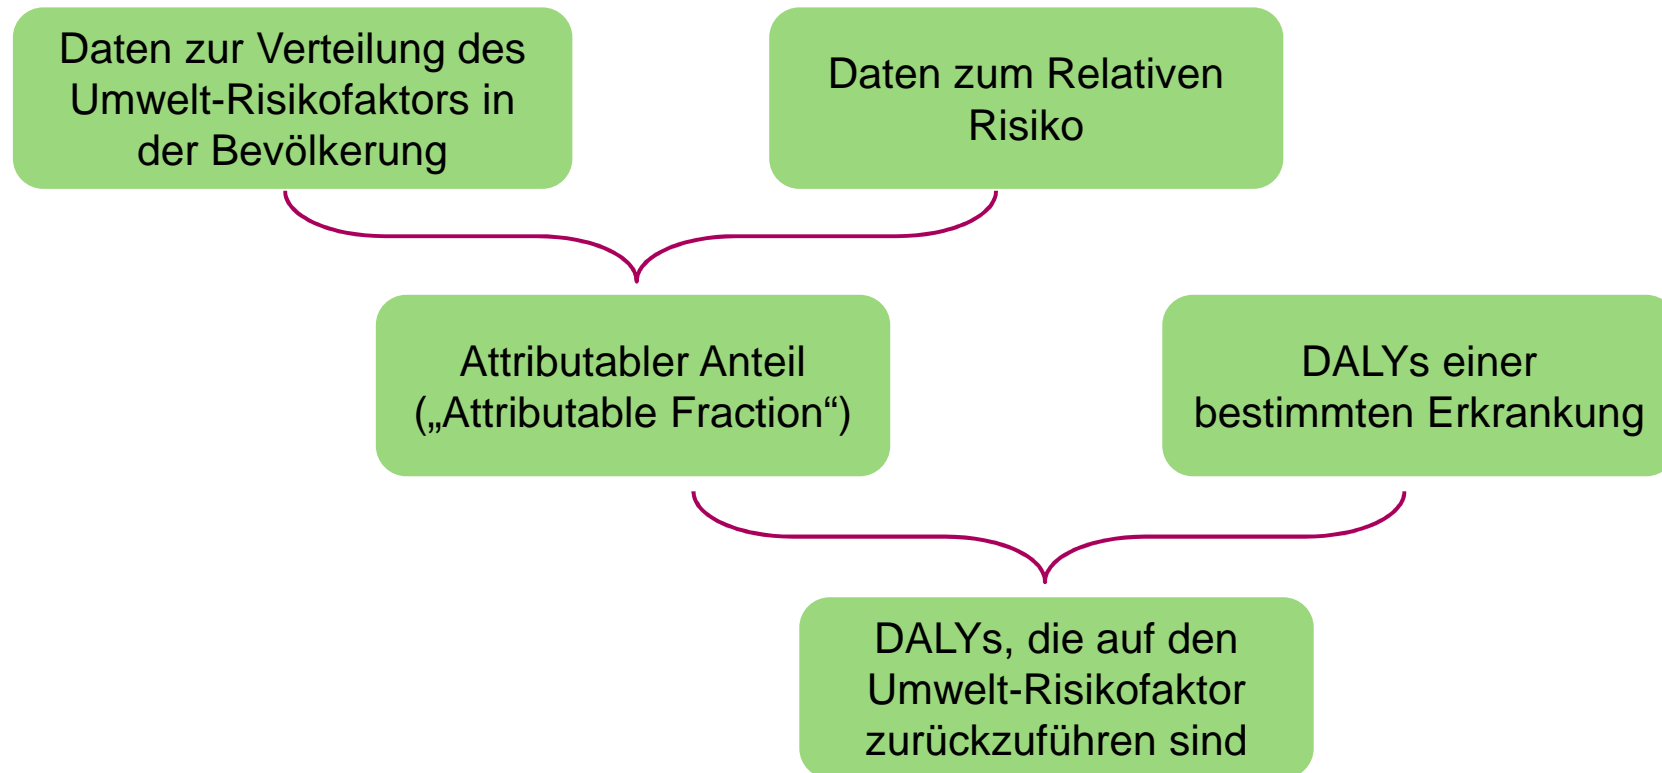 Daten zur Verteilung des
Umwelt-Risikofaktors in
der Bevölkerung
Daten zum Relativen
Risiko
Attributabler Anteil
(„Attributable Fraction“)
DALYs einer
bestimmten Erkrankung
DALYs, die auf den
Umwelt-Risikofaktor
zurückzuführen sind